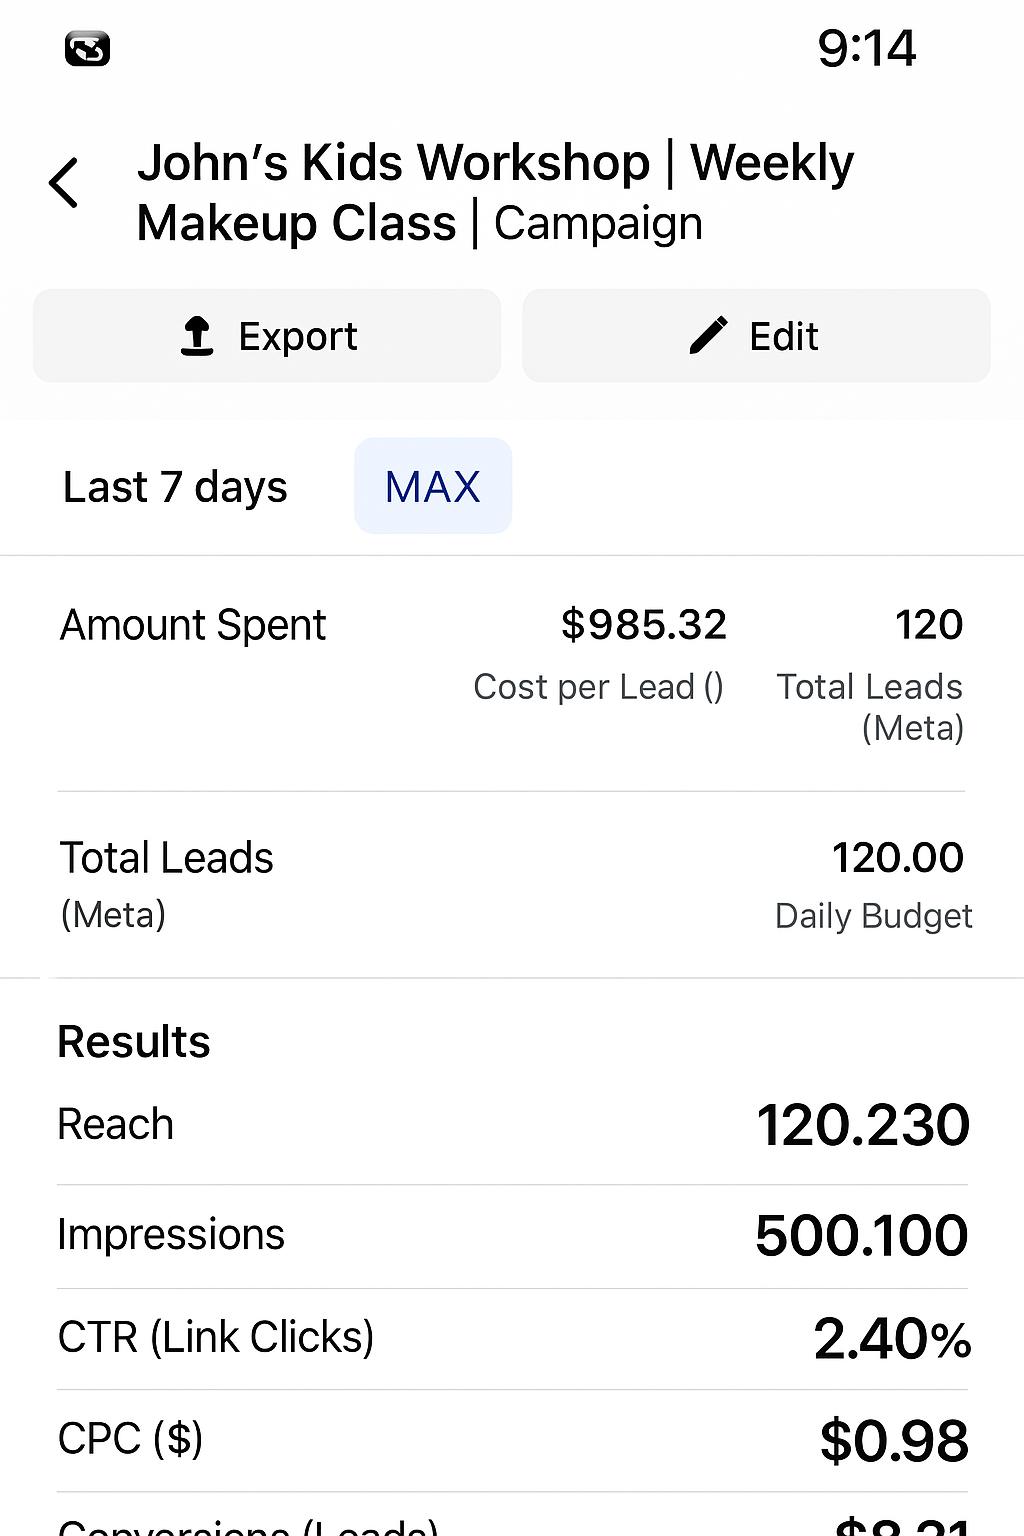 9:14
John’s Kids Workshop | Weekly
Makeup Class | Campaign
Export
Edit
Last 7 days
MAX
Amount Spent
$985.32
120
Cost per Lead ()
Total Leads
(Meta)
Total Leads
(Meta)
120.00
Daily Budget
Results
Reach
120.230
Impressions
500.100
CTR (Link Clicks)
2.40%
CPC ($)
$0.98
Conversions (Leads)
$8.21